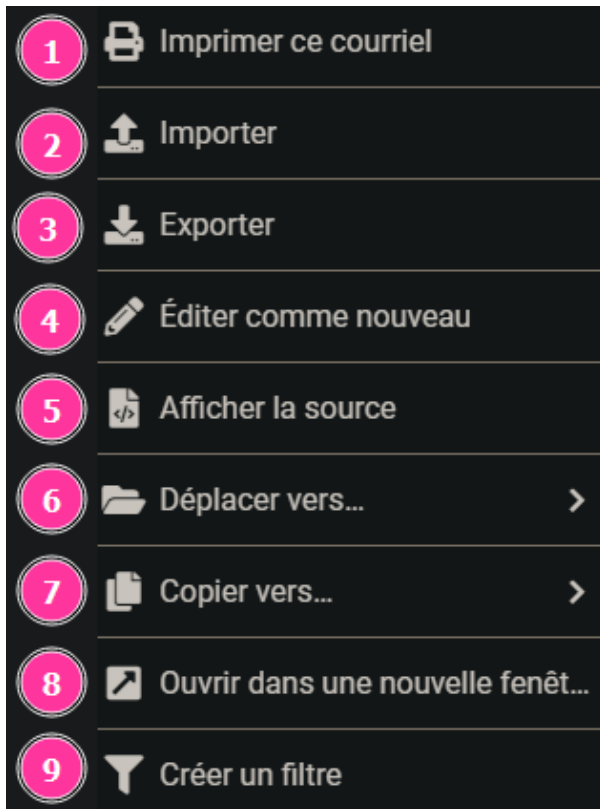 1 Imprimer ce courriel
2 Importer
3 Exporter
4 Éditer comme nouveau
5 Afficher la source
6 Déplacer vers...
7 Copier vers...
8 Ouvrir dans une nouvelle fenêt...
9 Créer un filtre